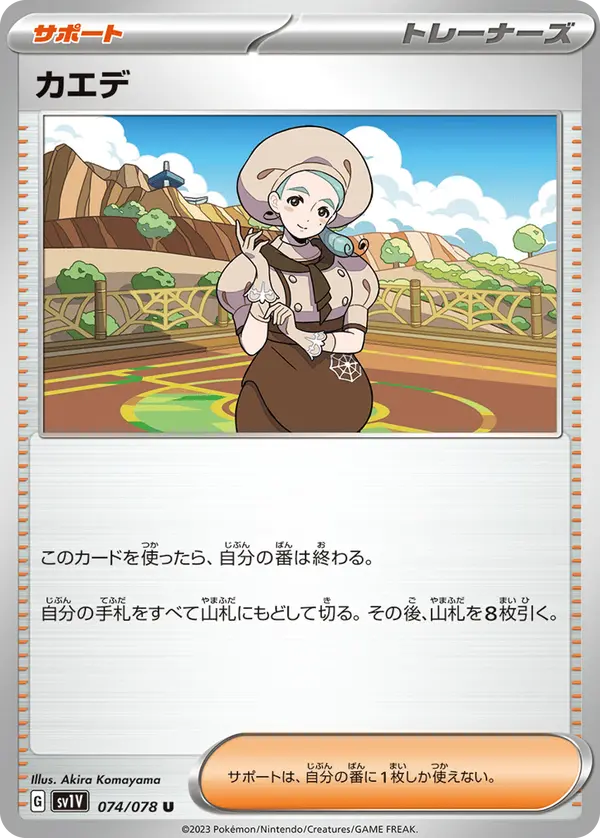 サポート
トレーナーズ
カエデ
このカードを使ったら、自分の番は終わる。
自分の手札をすべて山札にもどして切る。その後、山札を8枚引く。
サポートは、自分の番に1枚しか使えない。
Illus. Akira Komayama
G SV1V 074/078 U
©2023 Pokémon/Nintendo/Creatures/GAME FREAK.